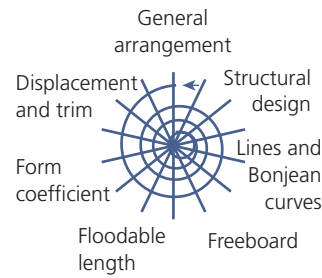 General
arrangement
Structural
design
Lines and
Bonjean
curves
Freeboard
Floodable
length
Form
coefficient
Displacement
and trim